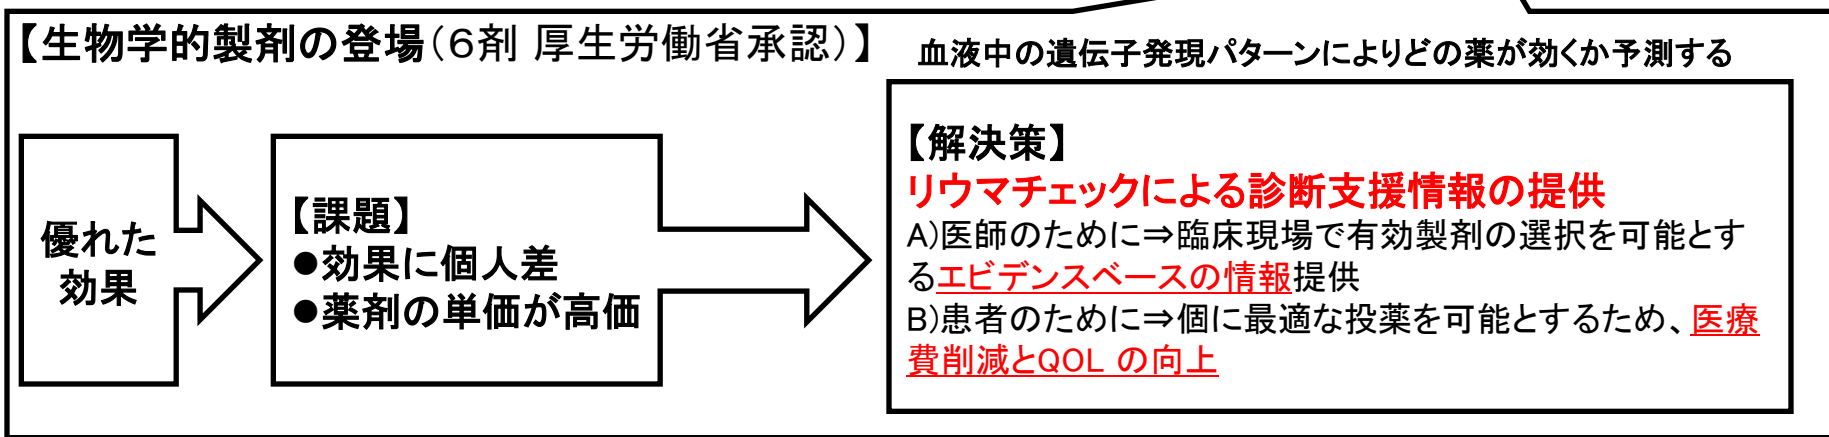 【生物学的製剤の登場(6剤 厚生労働省承認)】
血液中の遺伝子発現パターンによりどの薬が効くか予測する
優れた
効果
【課題】
●効果に個人差
●薬剤の単価が高価
【解決策】
リウマチェックによる診断支援情報の提供
A)医師のために⇒臨床現場で有効製剤の選択を可能とす
るエビデンスベースの情報提供
B)患者のために⇒個に最適な投薬を可能とするため、医療
費削減とQOL の向上